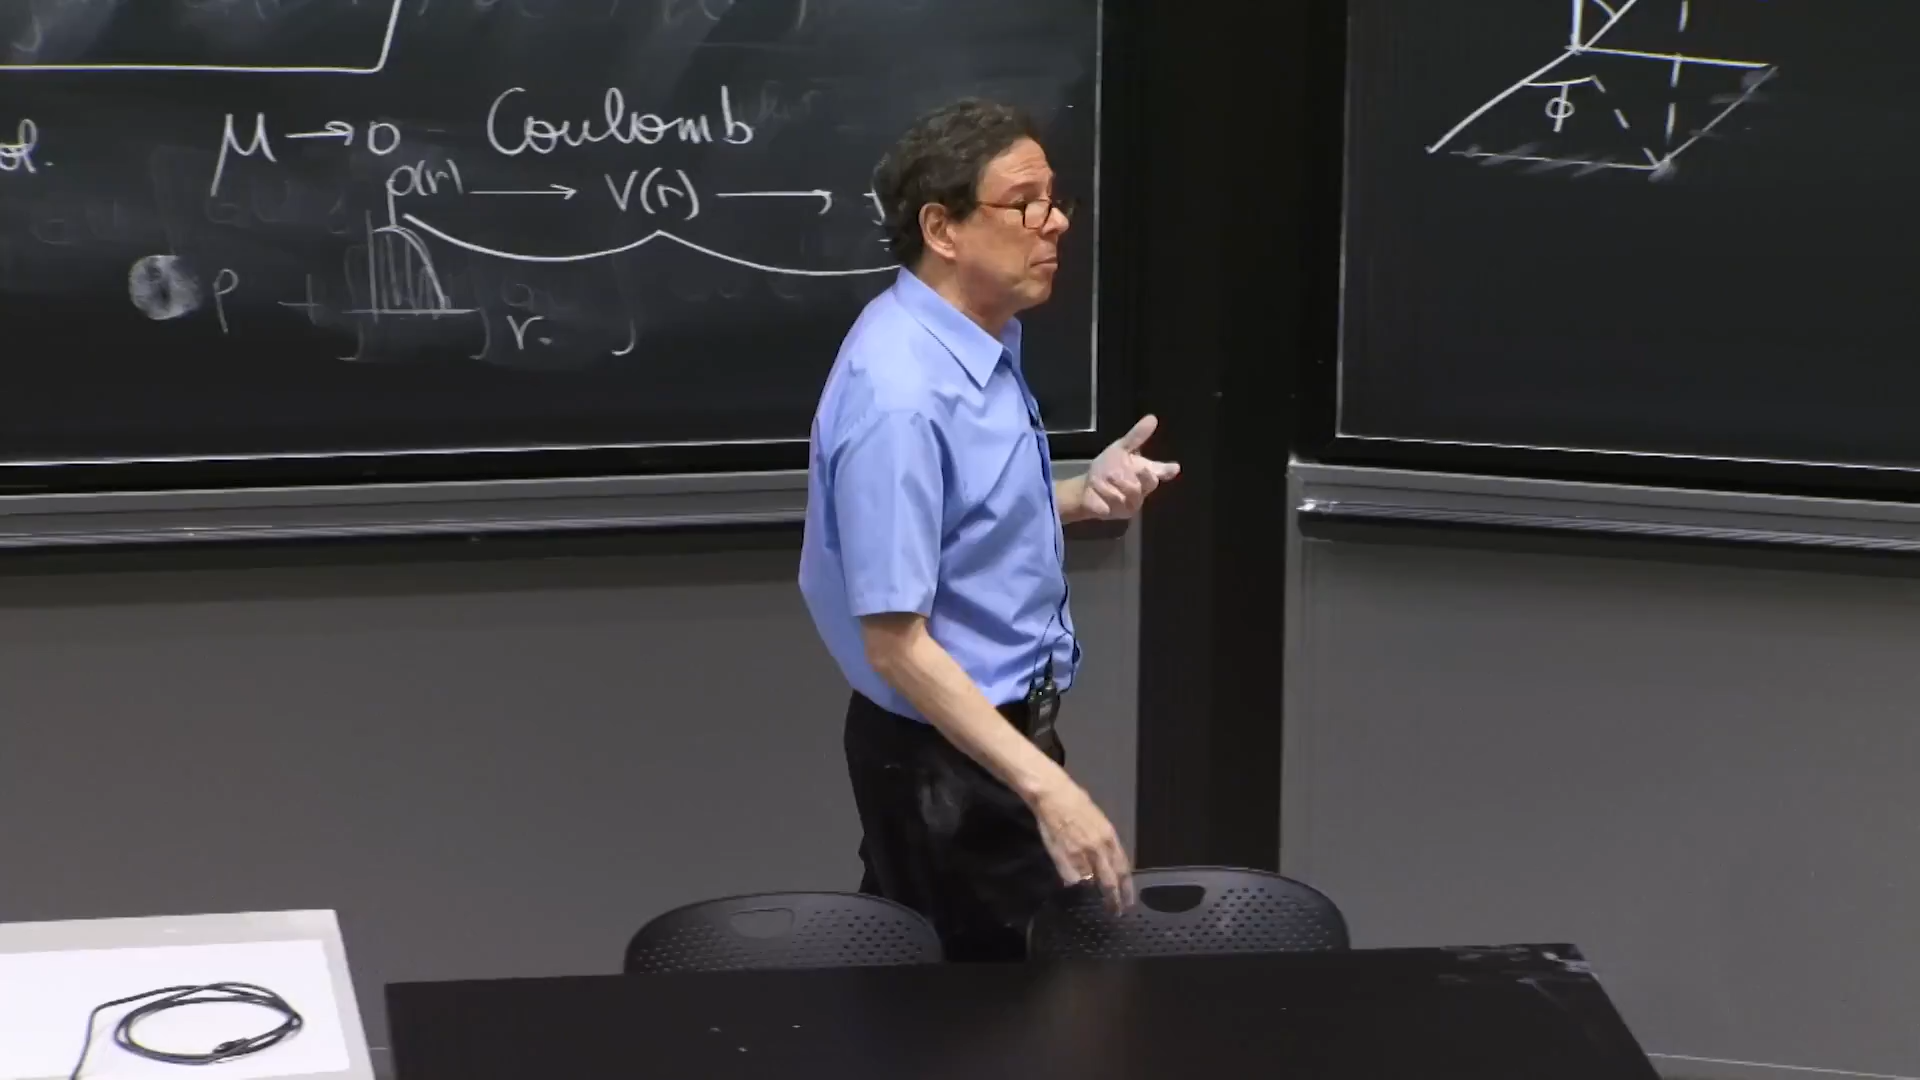 μ → 0 Coulomb
ol.
ρ(r) → V(r) →
p r.
φ